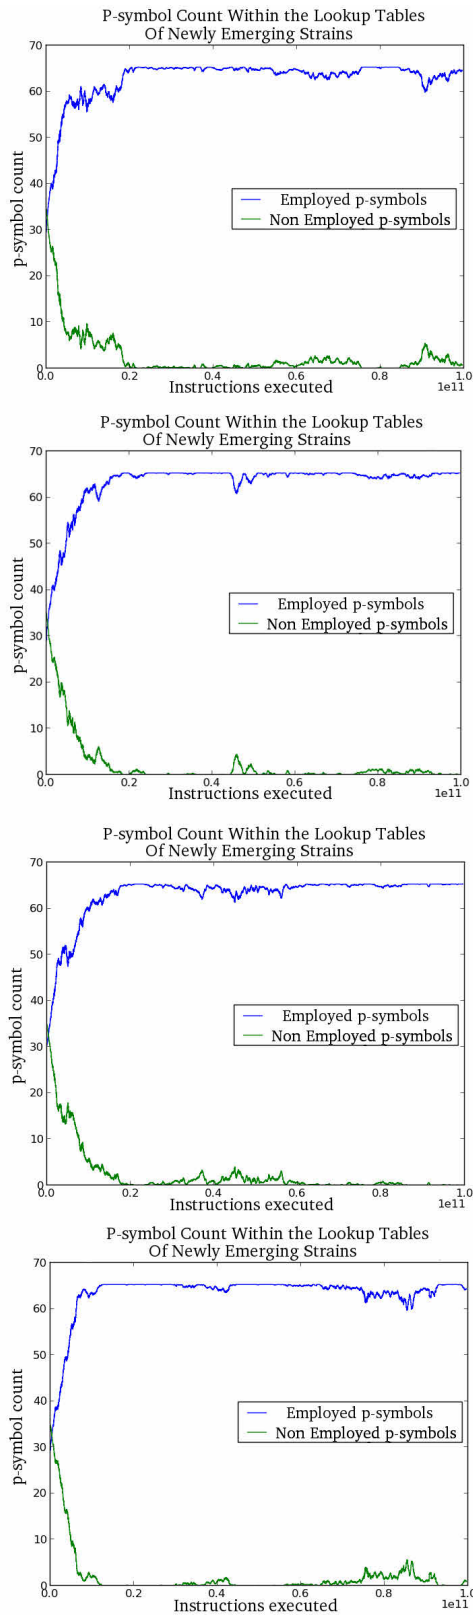 P-symbol Count Within the Lookup Tables
Of Newly Emerging Strains
70
60
50
40
30
20
10
0
p-symbol count
Employed p-symbols
Non Employed p-symbols
0.0 0.2 0.4 0.6 0.8 1.0
Instructions executed
1e11
P-symbol Count Within the Lookup Tables
Of Newly Emerging Strains
70
60
50
40
30
20
10
0
p-symbol count
Employed p-symbols
Non Employed p-symbols
0.0 0.2 0.4 0.6 0.8 1.0
Instructions executed
1e11
P-symbol Count Within the Lookup Tables
Of Newly Emerging Strains
70
60
50
40
30
20
10
0
p-symbol count
Employed p-symbols
Non Employed p-symbols
0.0 0.2 0.4 0.6 0.8 1.0
Instructions executed
1e11
P-symbol Count Within the Lookup Tables
Of Newly Emerging Strains
70
60
50
40
30
20
10
0
p-symbol count
Employed p-symbols
Non Employed p-symbols
0.0 0.2 0.4 0.6 0.8 1.0
Instructions executed
1e11